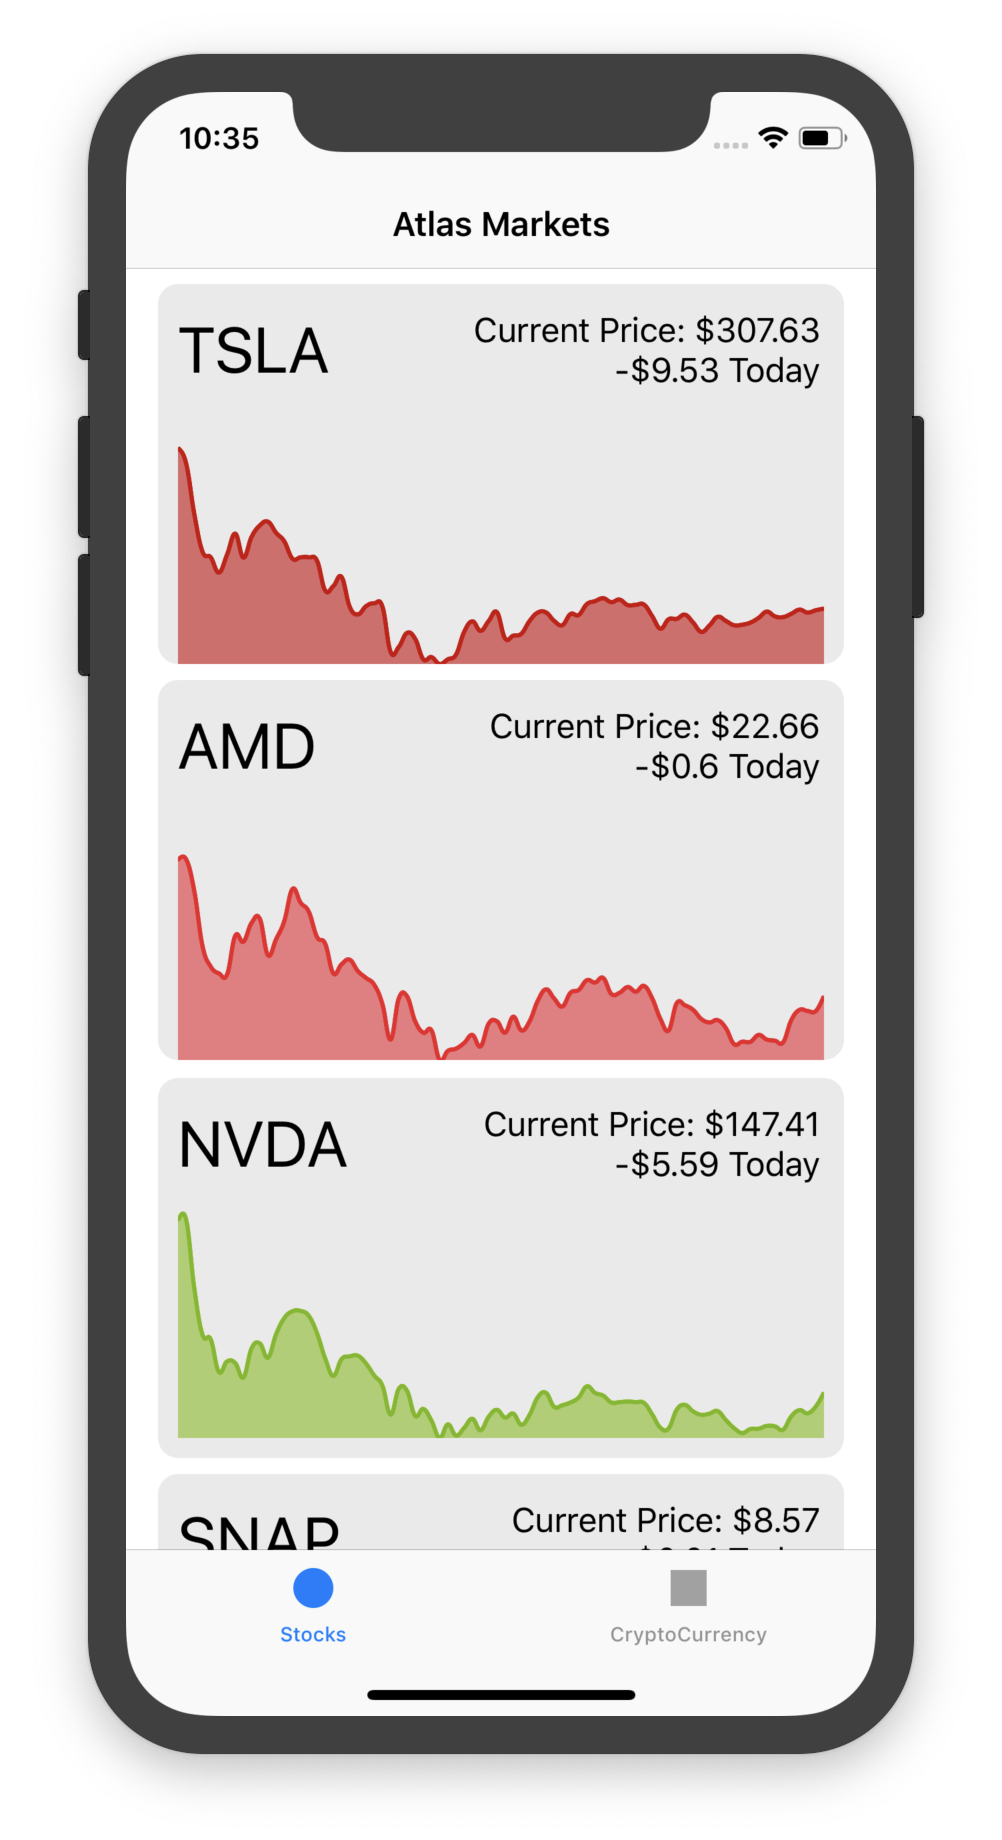 10:35
Atlas Markets
TSLA
Current Price: $307.63
-$9.53 Today
AMD
Current Price: $22.66
-$0.6 Today
NVDA
Current Price: $147.41
-$5.59 Today
SNAP
Current Price: $8.57
Stocks
CryptoCurrency